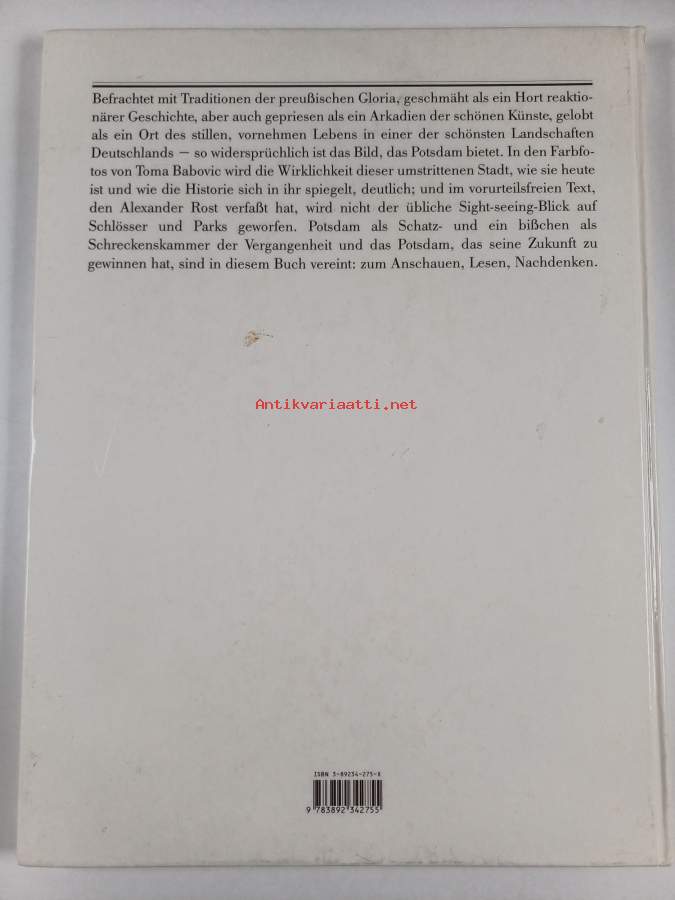 Befrachtet mit Traditionen der preußischen Gloria, geschmäht als ein Hort reaktio-
närer Geschichte, aber auch gepriesen als ein Arkadien der schönen Künste, gelobt
als ein Ort des stillen, vornehmen Lebens in einer der schönsten Landschaften
Deutschlands — so widersprüchlich ist das Bild, das Potsdam bietet. In den Farbfo-
tos von Toma Babovic wird die Wirklichkeit dieser umstrittenen Stadt, wie sie heute
ist und wie die Historie sich in ihr spiegelt, deutlich; und im vorurteilsfreien Text,
den Alexander Rost verfaßt hat, wird nicht der übliche Sight-seeing-Blick auf
Schlösser und Parks geworfen. Potsdam als Schatz- und ein bißchen als
Schreckenskammer der Vergangenheit und das Potsdam, das seine Zukunft zu
gewinnen hat, sind in diesem Buch vereint: zum Anschauen, Lesen, Nachdenken.
Antikvariaatti.net
ISBN 3-89234-275-8
9 783892 342755